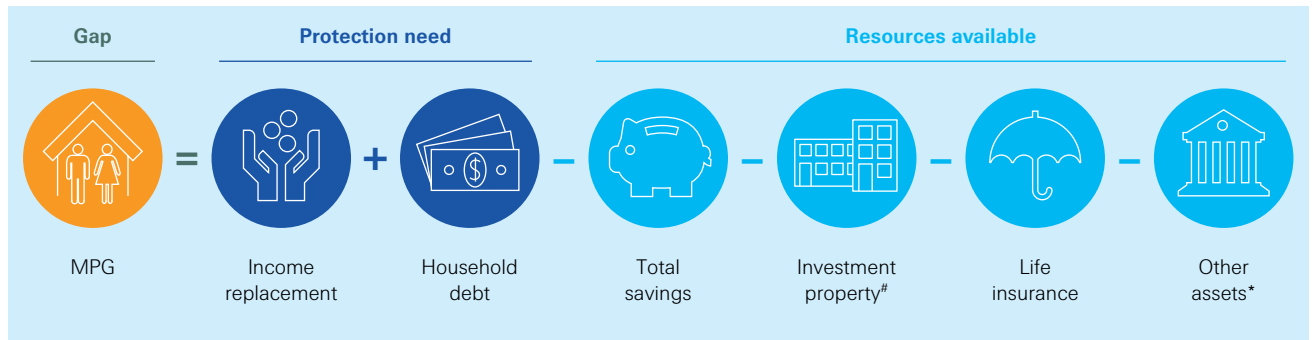 Gap
Protection need
Resources available
= + – – – –
$
MPG
Income
replacement
Household
debt
Total
savings
Investment
property#
Life
insurance
Other
assets*